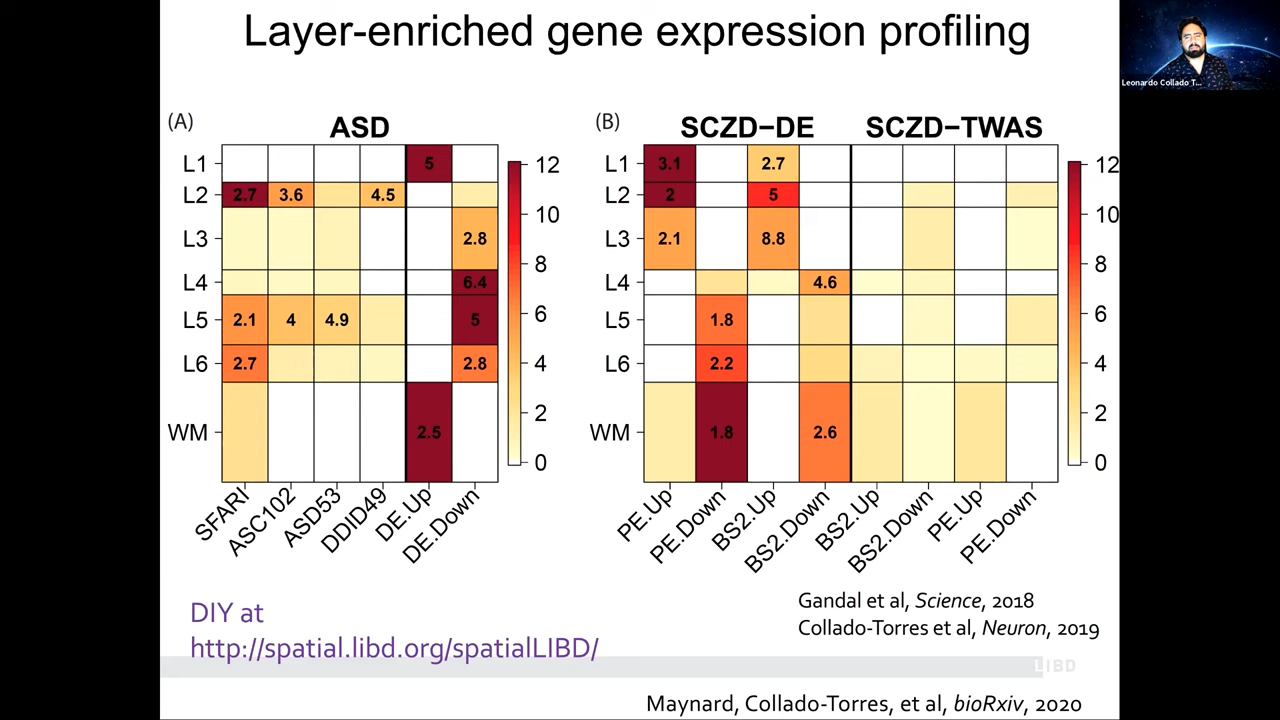 Layer-enriched gene expression profiling
Leonardo Collado T...
(A)
ASD
L1
L2
L3
L4
L5
L6
WM
5
2.7 3.6 4.5
2.8
6.4
2.1 4 4.9 5
2.7 2.8
2.5
12
10
8
6
4
2
0
SFARI
ASC102
ASD53
DDID49
DE.Up
DE.Down
(B)
SCZD−DE SCZD−TWAS
L1
L2
L3
L4
L5
L6
WM
3.1 2.7
2 5
2.1 8.8
4.6
1.8
2.2
1.8 2.6
12
10
8
6
4
2
0
PE.Up
PE.Down
BS2.Up
BS2.Down
BS2.Up
BS2.Down
PE.Up
PE.Down
DIY at
http://spatial.libd.org/spatialLIBD/
Gandal et al, Science, 2018
Collado-Torres et al, Neuron, 2019
LIBD
Maynard, Collado-Torres, et al, bioRxiv, 2020